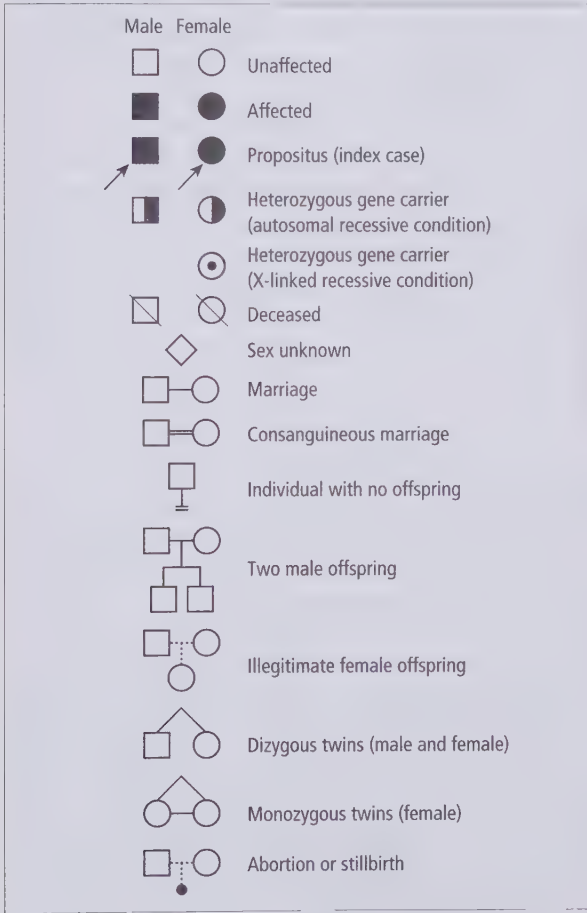 Male Female
Unaffected
Affected
Propositus (index case)
Heterozygous gene carrier
(autosomal recessive condition)
Heterozygous gene carrier
(X-linked recessive condition)
Deceased
Sex unknown
Marriage
Consanguineous marriage
Individual with no offspring
Two male offspring
Illegitimate female offspring
Dizygous twins (male and female)
Monozygous twins (female)
Abortion or stillbirth